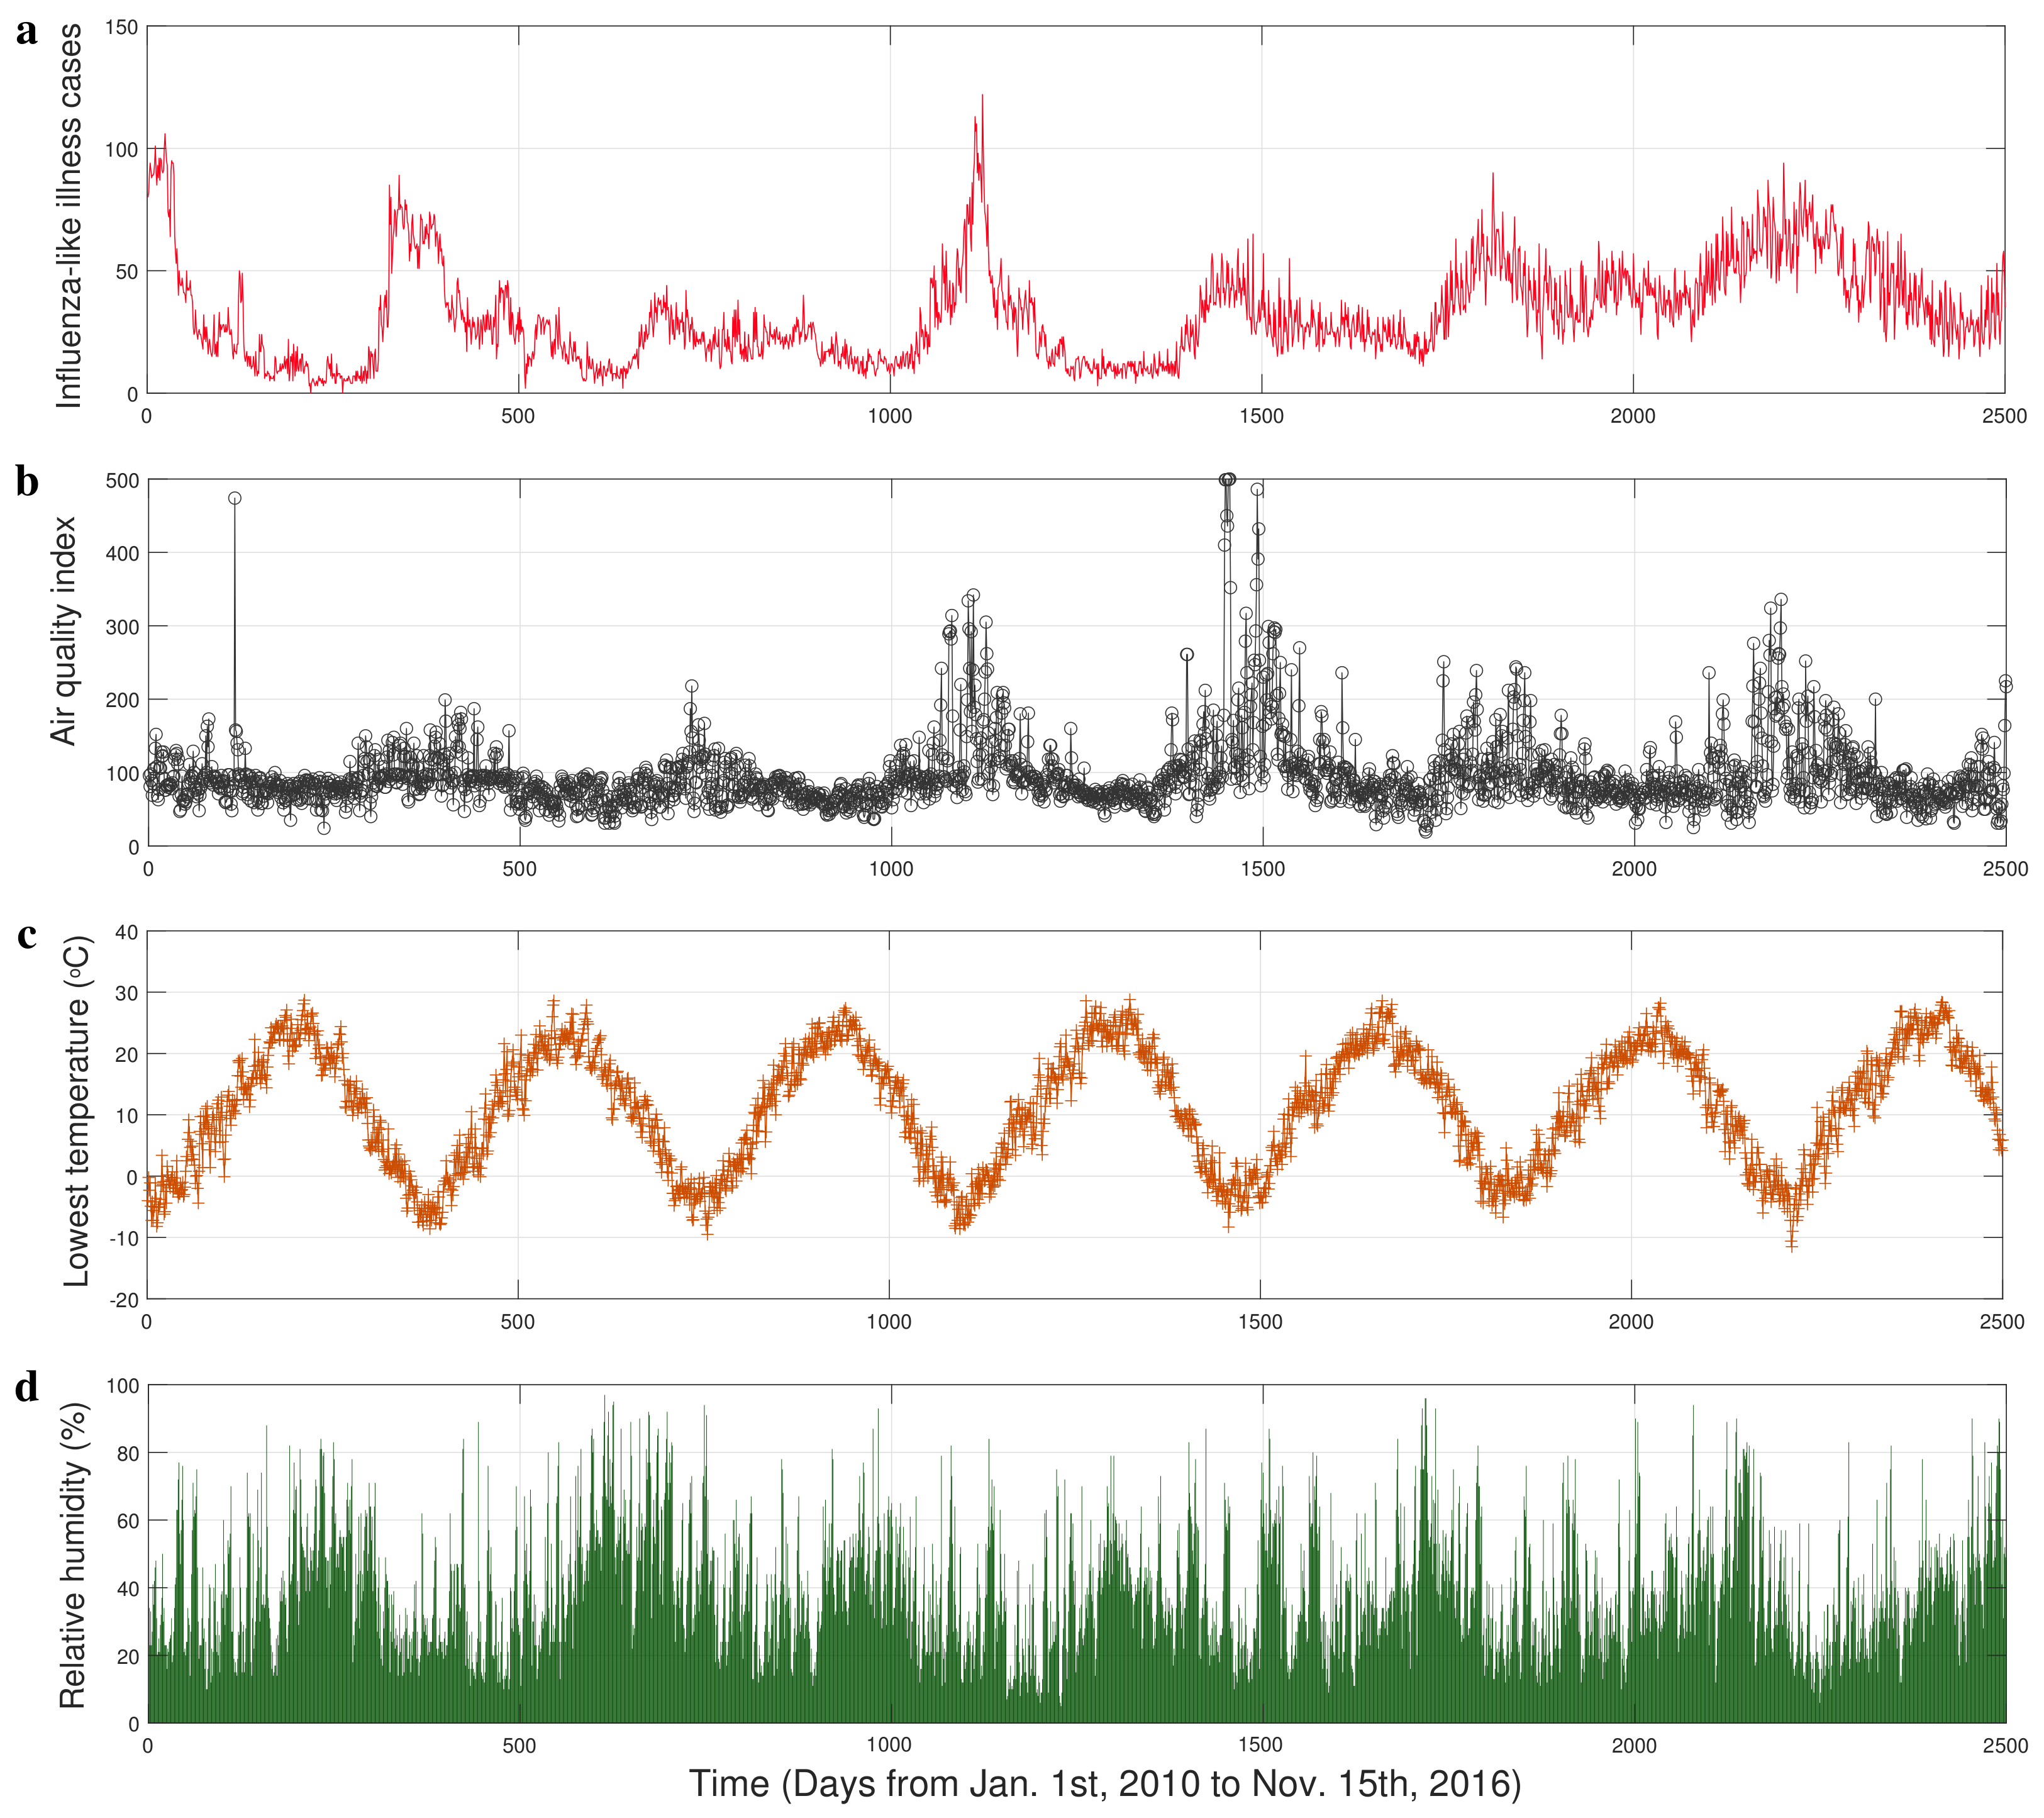 a
Influenza-like illness cases
150
100
50
0
0 500 1000 1500 2000 2500
b
Air quality index
500
400
300
200
100
0
0 500 1000 1500 2000 2500
c
Lowest temperature (oC)
40
30
20
10
0
-10
-20
0 500 1000 1500 2000 2500
d
Relative humidity (%)
100
80
60
40
20
0
0 500 1000 1500 2000 2500
Time (Days from Jan. 1st, 2010 to Nov. 15th, 2016)